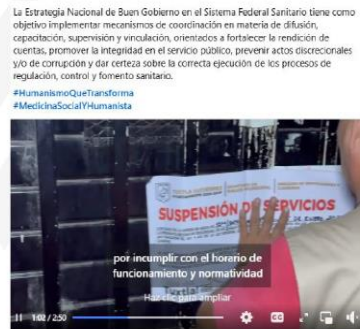 La Estrategia Nacional de Buen Gobierno en el Sistema Federal Sanitario tiene como
objetivo implementar mecanismos de coordinación en materia de difusión,
capacitación, supervisión y vinculación, orientados a fortalecer la rendición de
cuentas, promover la integridad en el servicio público, prevenir actos discrecionales
y/o de corrupción y dar certeza sobre la correcta ejecución de los procesos de
regulación, control y fomento sanitario.
#HumanismoQueTransforma
#MedicinaSocialYHumanista
SUSPENSIÓN DE SERVICIOS
por incumplir con el horario de
funcionamiento y normatividad
Haz clic para ampliar
1:02 / 2:50
CC